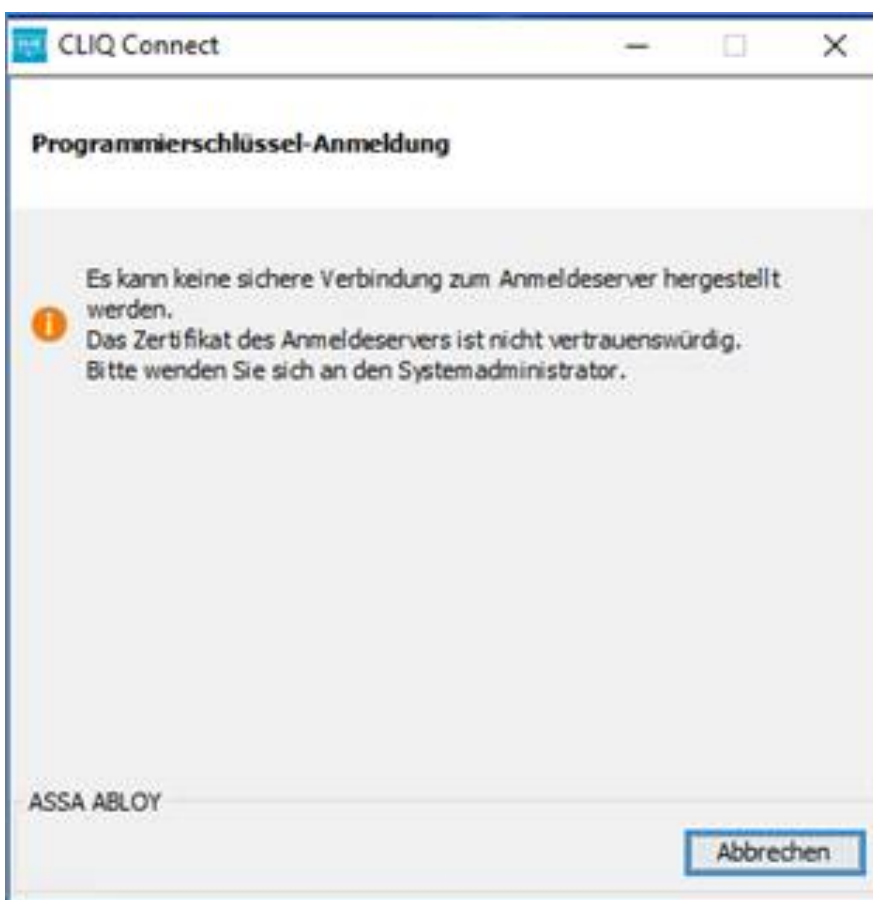 CLIQ Connect
Programmierschlüssel-Anmeldung
Es kann keine sichere Verbindung zum Anmeldeserver hergestellt
werden.
Das Zertifikat des Anmeldeservers ist nicht vertrauenswürdig.
Bitte wenden Sie sich an den Systemadministrator.
ASSA ABLOY
Abbrechen